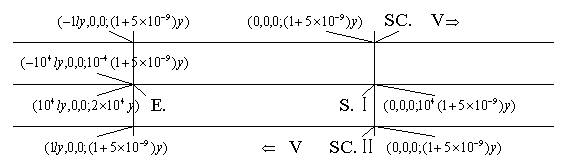 (−1ly,0,0;(1+5×10⁻⁹)y) (0,0,0;(1+5×10⁻⁹)y) SC. V⇒
(−10⁴ly,0,0;10⁻⁴(1+5×10⁻⁹)y)
(10⁴ly,0,0;2×10⁴y) E. S.Ⅰ (0,0,0;10⁴(1+5×10⁻⁹)y)
(1ly,0,0;(1+5×10⁻⁹)y) ⇐ V SC.Ⅱ (0,0,0;(1+5×10⁻⁹)y)